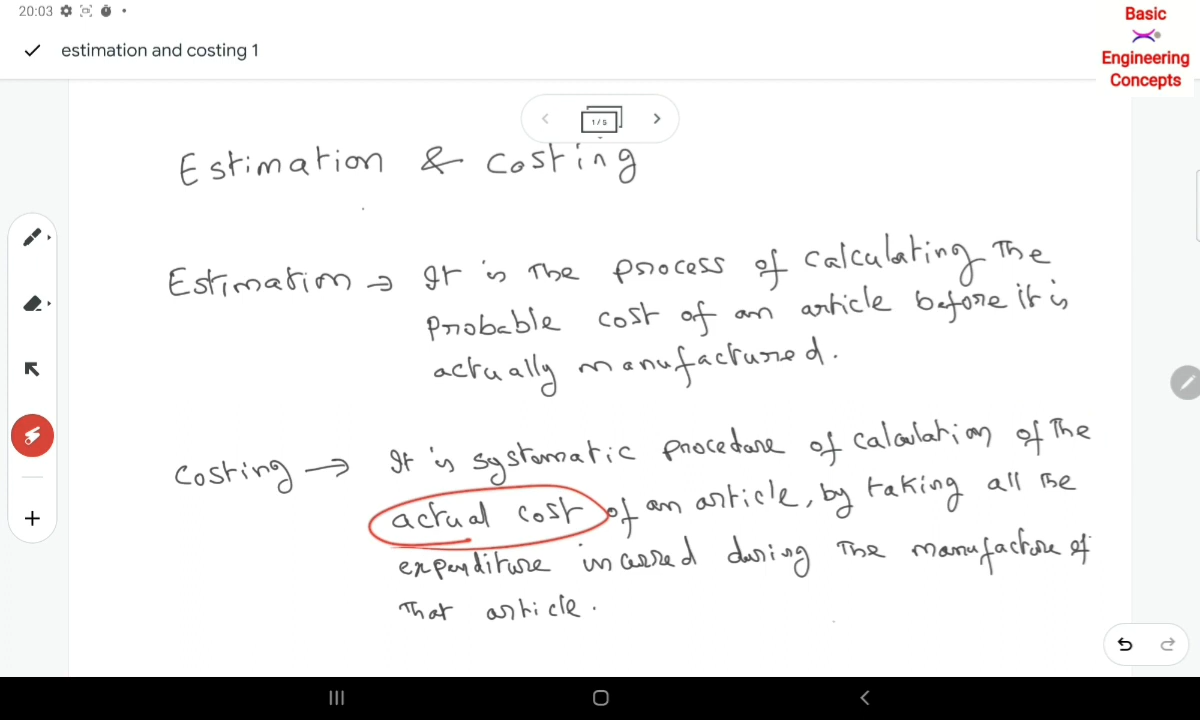 20:03
estimation and costing 1
Basic
Engineering
Concepts
1/5
Estimation & Costing
Estimation → It is the process of calculating the
probable cost of an article before it is
actually manufactured.
Costing → It is systematic procedure of calculation of the
actual cost of an article, by taking all the
expenditure incurred during the manufacture of
that article.